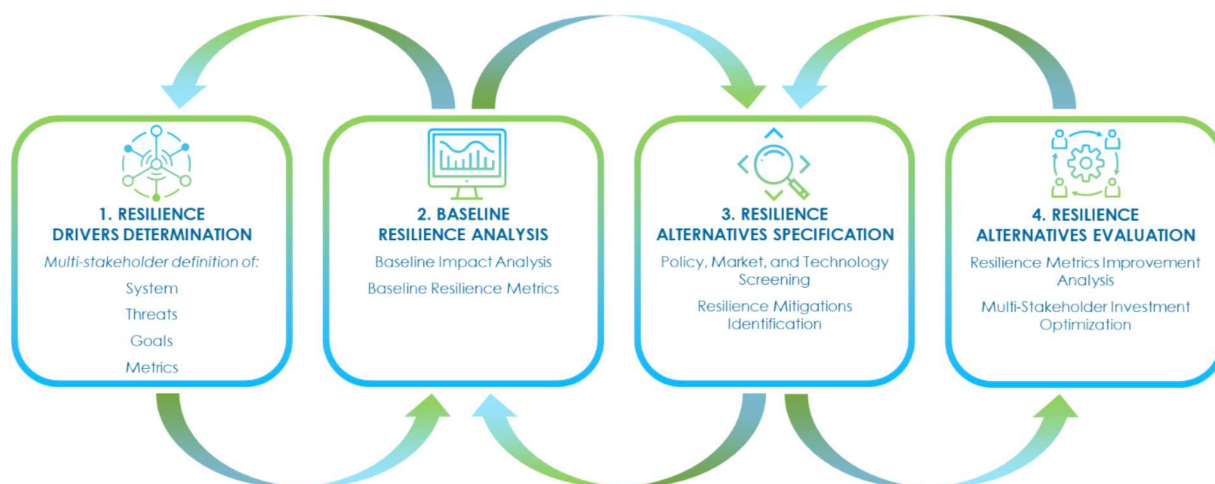 1. RESILIENCE
DRIVERS DETERMINATION
Multi-stakeholder definition of:
System
Threats
Goals
Metrics
2. BASELINE
RESILIENCE ANALYSIS
Baseline Impact Analysis
Baseline Resilience Metrics
3. RESILIENCE
ALTERNATIVES SPECIFICATION
Policy, Market, and Technology
Screening
Resilience Mitigations
Identification
4. RESILIENCE
ALTERNATIVES EVALUATION
Resilience Metrics Improvement
Analysis
Multi-Stakeholder Investment
Optimization